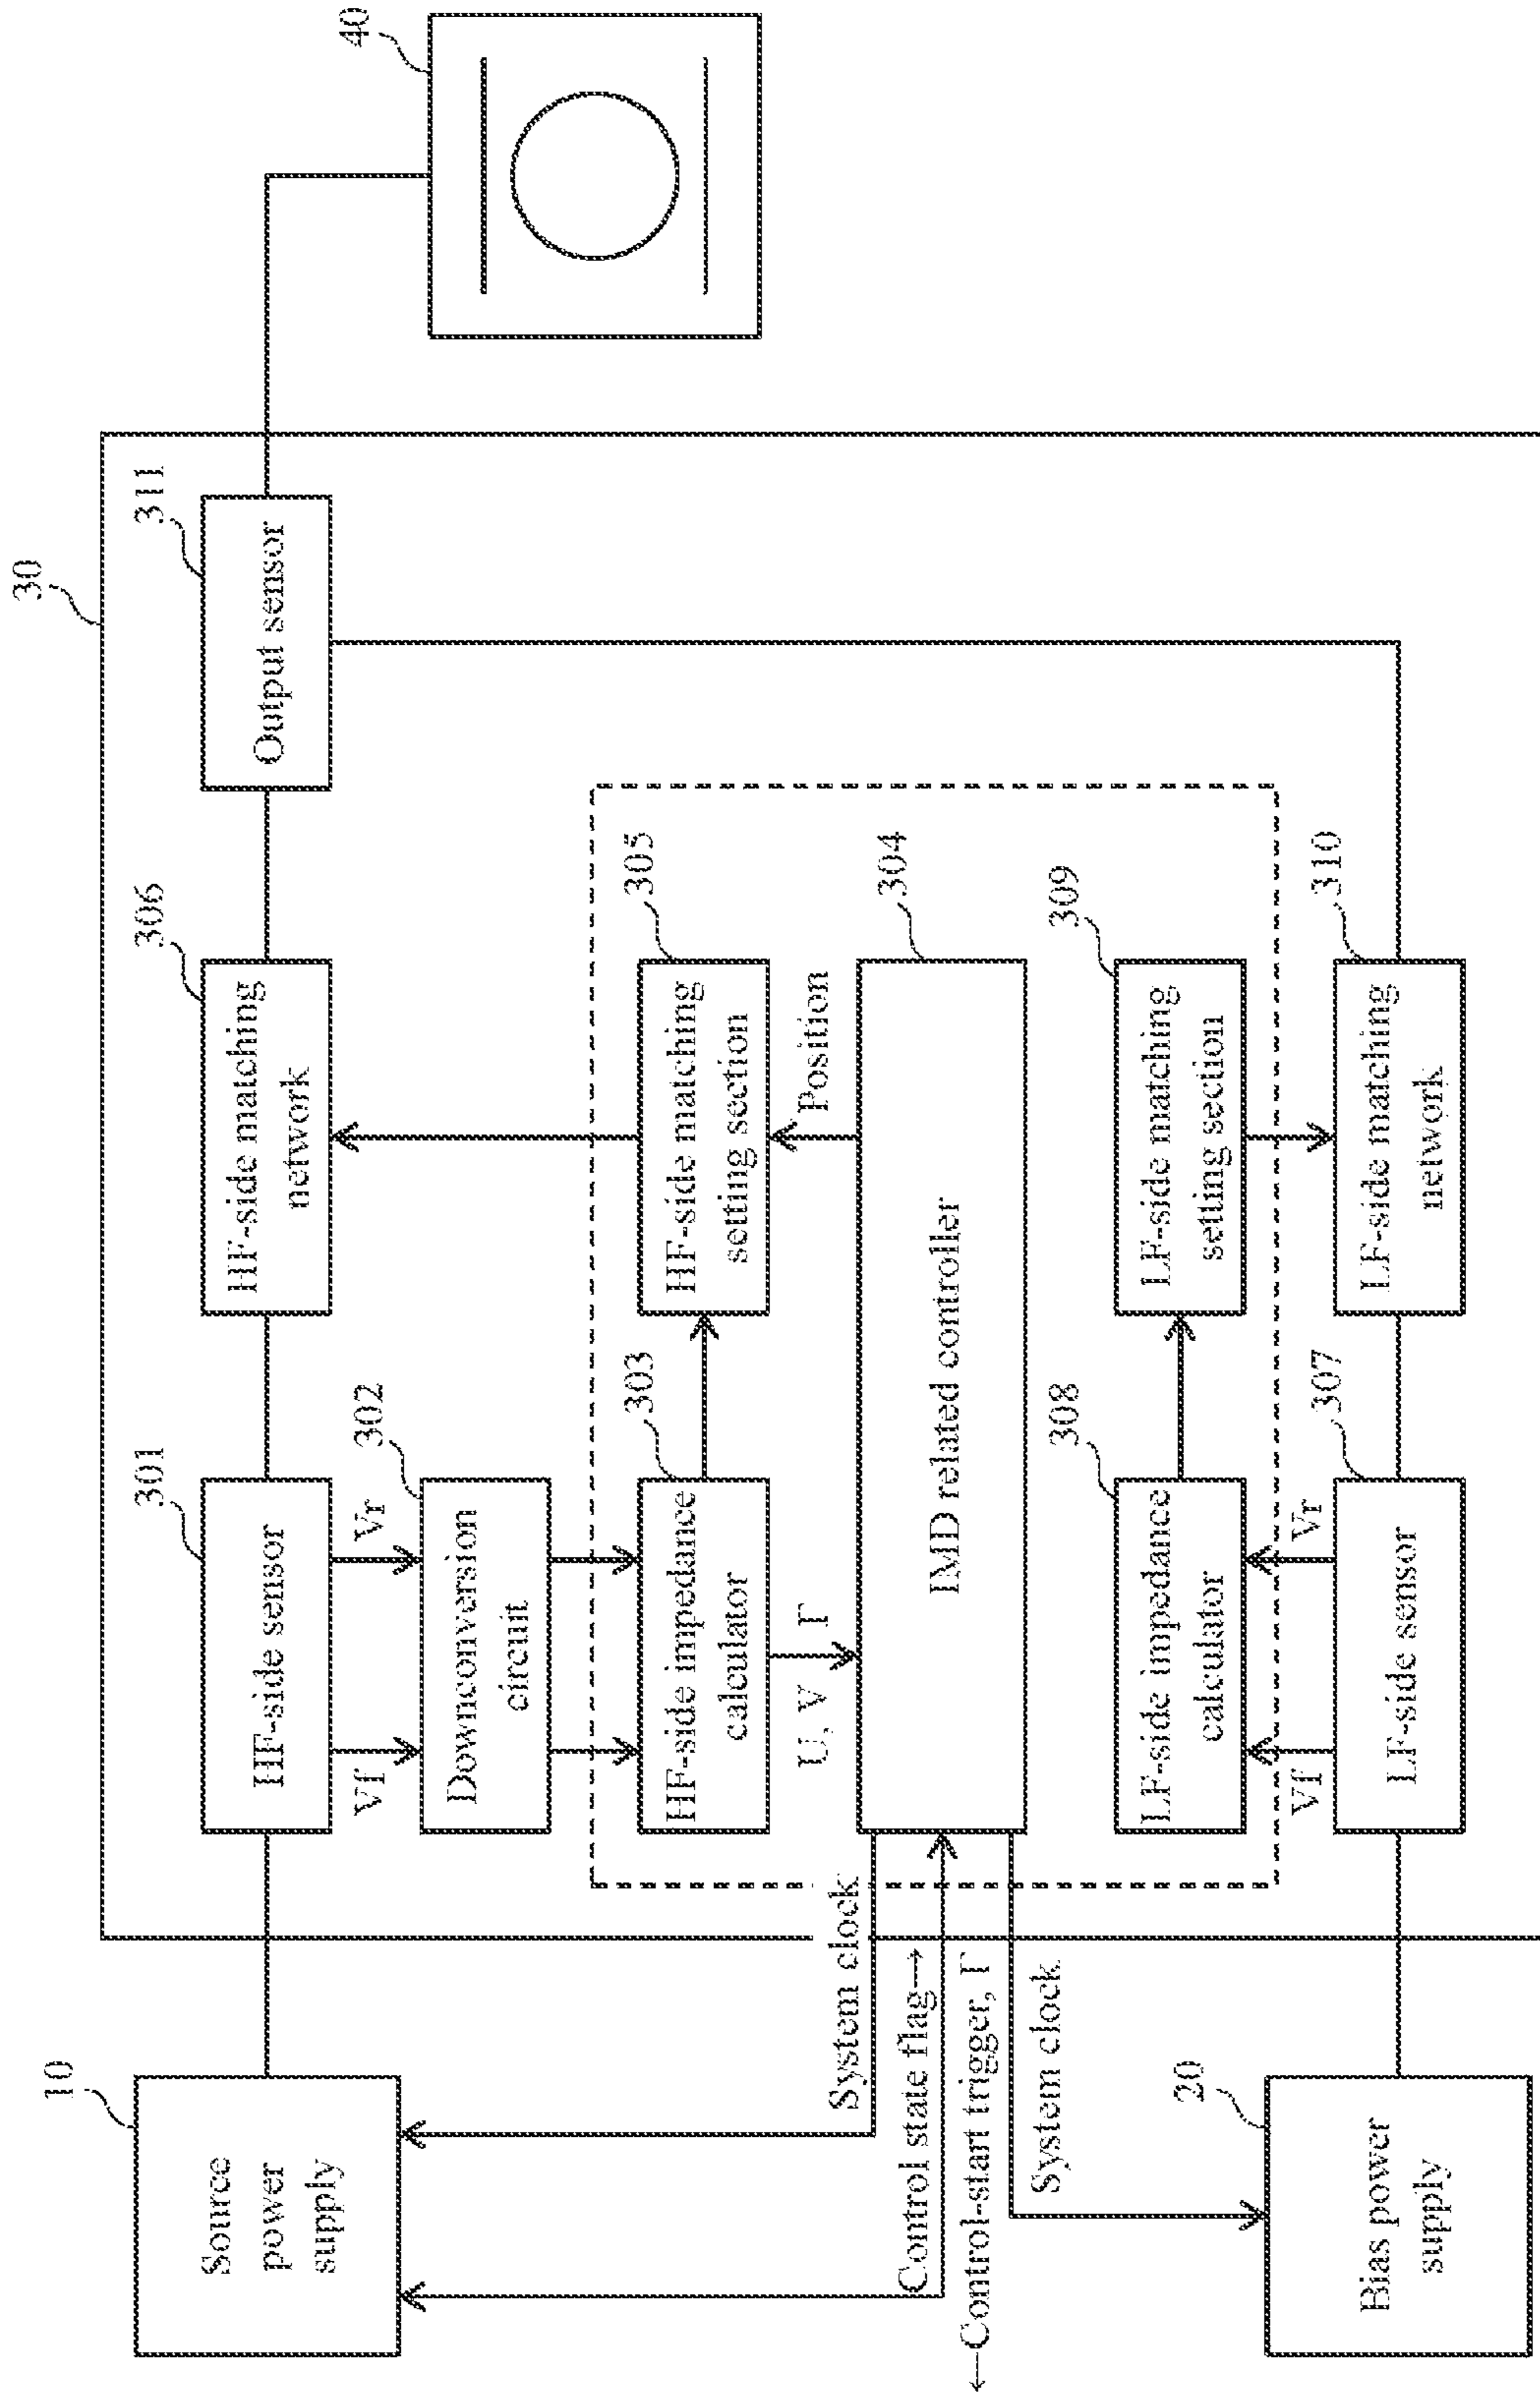 30
10
Source
power
supply
301
HF-side sensor
306
HF-side matching
network
311
Output sensor
40
Vf
Vr
302
Downconversion
circuit
303
HF-side impedance
calculator
305
HF-side matching
setting section
U, V
Γ
Position
304
IMD related controller
System clock
Control state flag→
←Control-start trigger, Γ
System clock
308
LF-side impedance
calculator
309
LF-side matching
setting section
Vf
Vr
20
Bias power
supply
307
LF-side sensor
310
LF-side matching
network